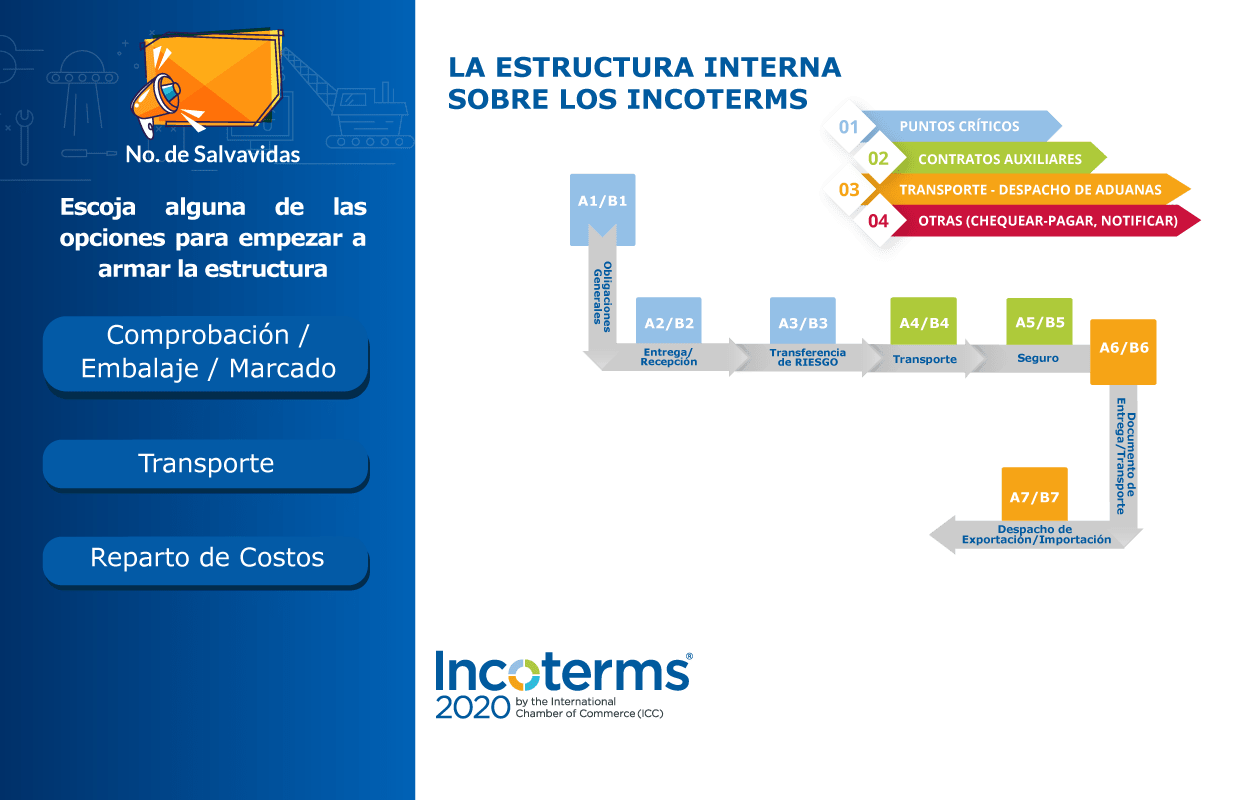 No. de Salvavidas
Escoja alguna de las
opciones para empezar a
armar la estructura
Comprobación /
Embalaje / Marcado
Transporte
Reparto de Costos
LA ESTRUCTURA INTERNA
SOBRE LOS INCOTERMS
01 PUNTOS CRÍTICOS
02 CONTRATOS AUXILIARES
03 TRANSPORTE - DESPACHO DE ADUANAS
04 OTRAS (CHEQUEAR-PAGAR, NOTIFICAR)
A1/B1
Obligaciones
Generales
A2/B2
Entrega/
Recepción
A3/B3
Transferencia
de RIESGO
A4/B4
Transporte
A5/B5
Seguro
A6/B6
Documento de
Entrega/Transporte
A7/B7
Despacho de
Exportación/Importación
Incoterms®
2020 by the International
Chamber of Commerce (ICC)